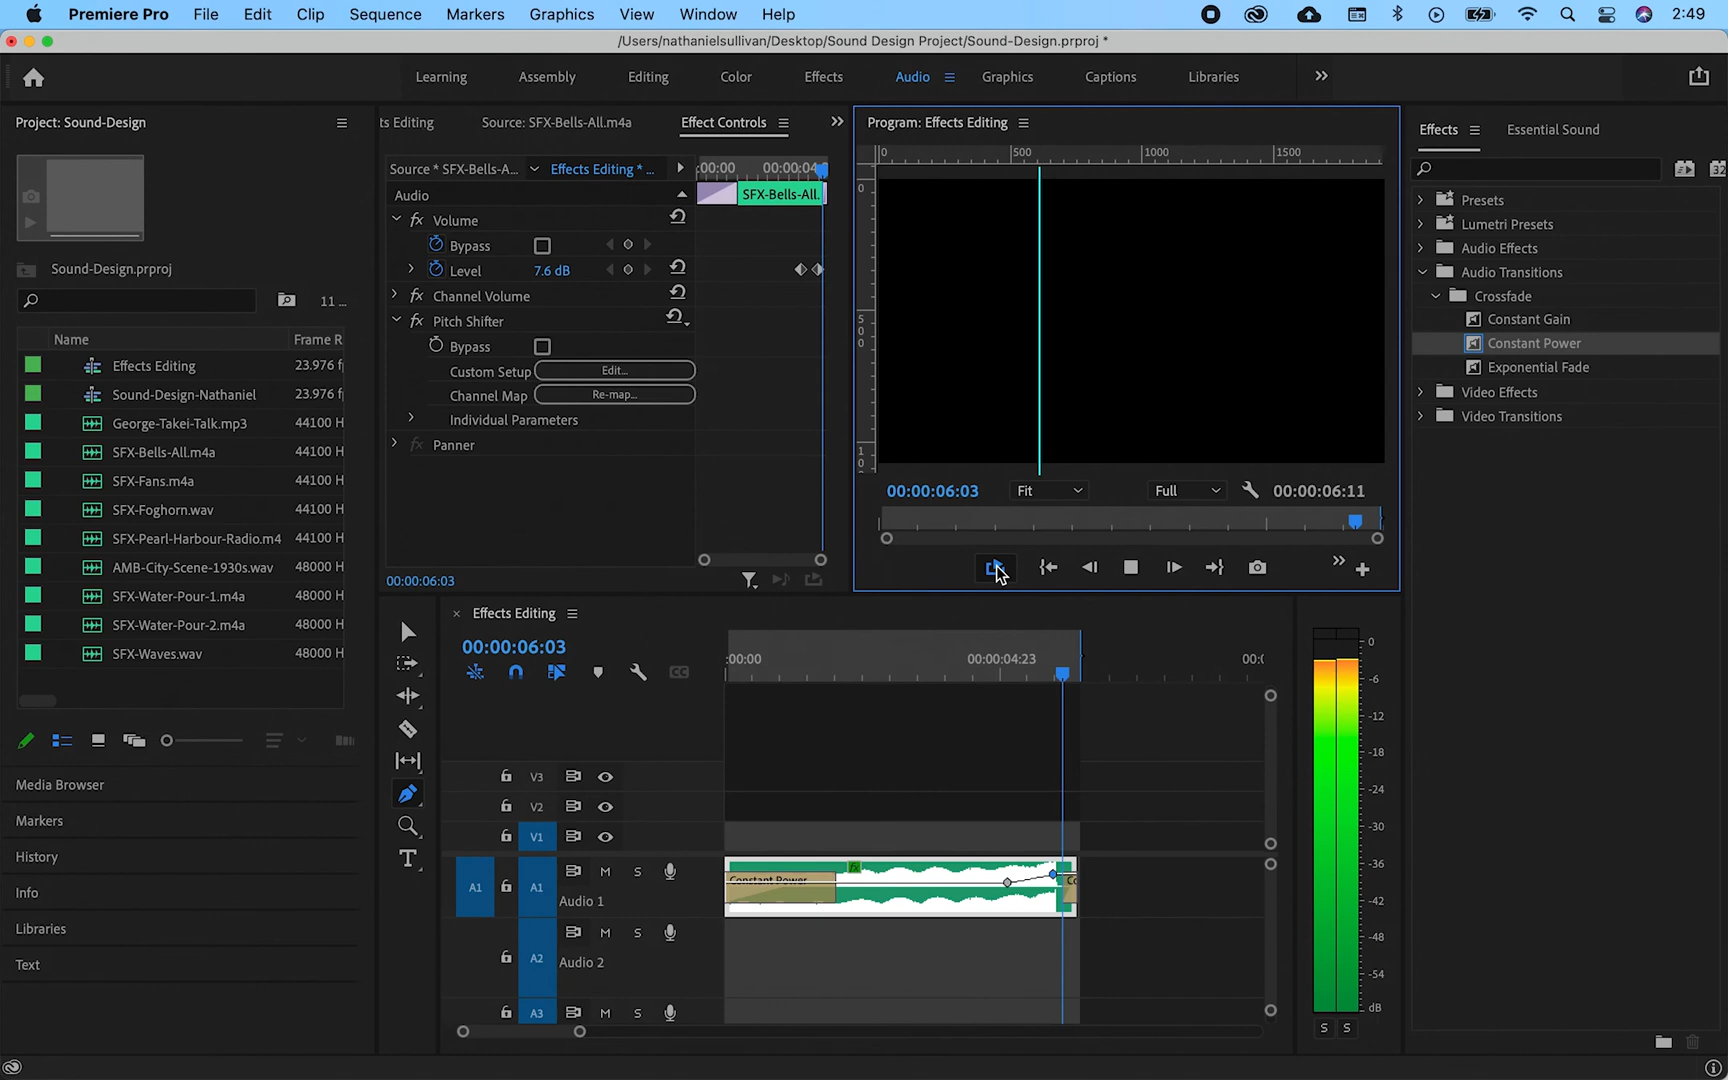 Premiere Pro File Edit Clip Sequence Markers Graphics View Window Help 2:49
/Users/nathanielsullivan/Desktop/Sound Design Project/Sound-Design.prproj *
Learning Assembly Editing Color Effects Audio Graphics Captions Libraries
Project: Sound-Design
Sound-Design.prproj
11 ...
Name Frame R
Effects Editing 23.976 f
Sound-Design-Nathaniel 23.976 f
George-Takei-Talk.mp3 44100 H
SFX-Bells-All.m4a 44100 H
SFX-Fans.m4a 44100 H
SFX-Foghorn.wav 44100 H
SFX-Pearl-Harbour-Radio.m4 44100 H
AMB-City-Scene-1930s.wav 44100 H
SFX-Water-Pour-1.m4a 48000 H
SFX-Water-Pour-2.m4a 48000 H
SFX-Waves.wav 48000 H
Media Browser
Markers
History
Info
Libraries
Text
ts Editing Source: SFX-Bells-All.m4a Effect Controls
Source * SFX-Bells-A... Effects Editing * ... :00:00 00:00:04:2
Audio SFX-Bells-All.
fx Volume
Bypass
Level 7.6 dB
fx Channel Volume
fx Pitch Shifter
Bypass
Custom Setup Edit...
Channel Map Re-map...
Individual Parameters
fx Panner
00:00:06:03
Program: Effects Editing
0 500 1000 1500
0
5
0
0
1
0
00:00:06:03 Fit Full 00:00:06:11
Effects Essential Sound
32
Presets
Lumetri Presets
Audio Effects
Audio Transitions
Crossfade
Constant Gain
Constant Power
Exponential Fade
Video Effects
Video Transitions
× Effects Editing
00:00:06:03
CC
:00:00 00:00:04:23 00:0
V3
V2
V1
A1 A1 M S
Audio 1
fx
Constant Power Co
A2 M S
Audio 2
A3 M S
T
0
-6
-12
-18
-24
-30
-36
-42
-48
-54
dB
S S